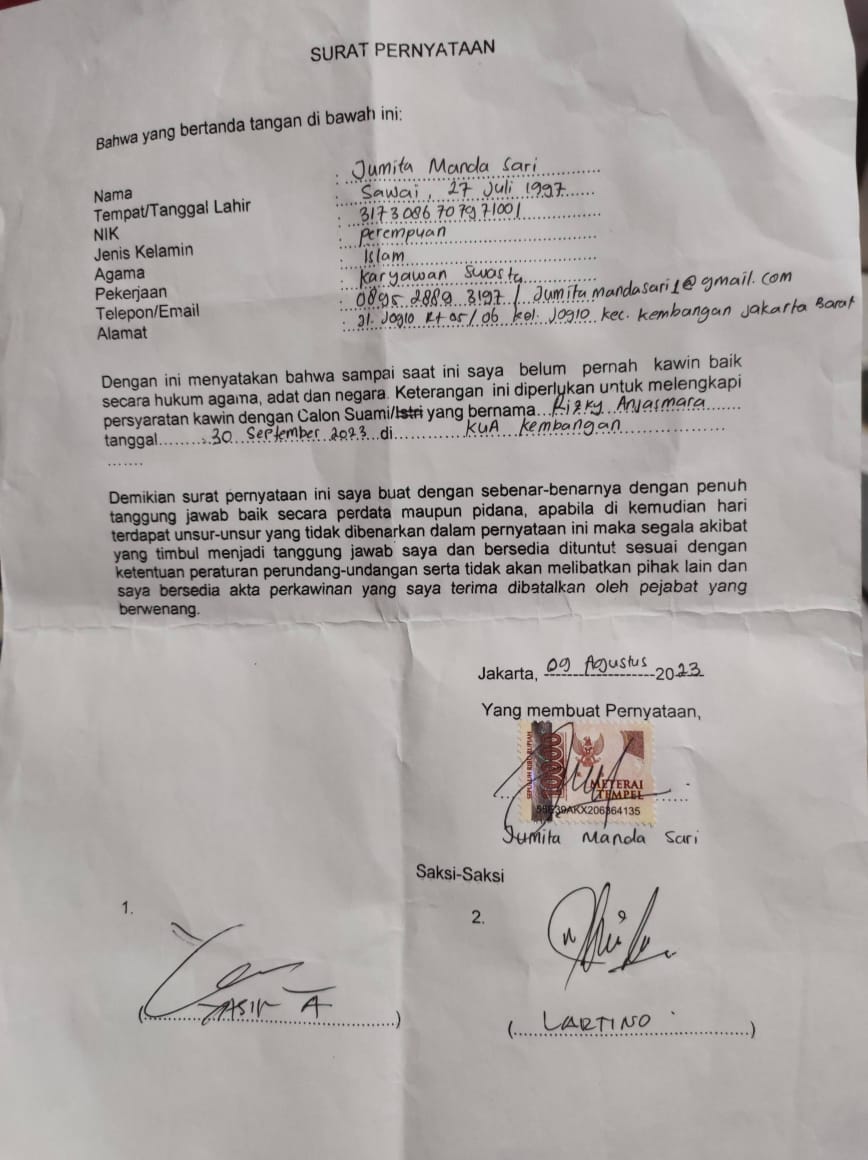 SURAT PERNYATAAN
Bahwa yang bertanda tangan di bawah ini:
Nama : Jumita Manda Sari
Tempat/Tanggal Lahir : Sawai, 27 Juli 1997
NIK : 3173086707971001
Jenis Kelamin : perempuan
Agama : Islam
Pekerjaan : Karyawan Swasta
Telepon/Email : 0895 2889 3197 / Jumitamandasari1@gmail.com
Alamat : Jl. Joglo Rt 05/06 kel. Joglo kec. kembangan Jakarta Barat
Dengan ini menyatakan bahwa sampai saat ini saya belum pernah kawin baik
secara hukum agama, adat dan negara. Keterangan ini diperlukan untuk melengkapi
persyaratan kawin dengan Calon Suami/Istri yang bernama...Rizky Anjasmara........
tanggal.........30 September 2023...di............KUA kembangan..................
.......
Demikian surat pernyataan ini saya buat dengan sebenar-benarnya dengan penuh
tanggung jawab baik secara perdata maupun pidana, apabila di kemudian hari
terdapat unsur-unsur yang tidak dibenarkan dalam pernyataan ini maka segala akibat
yang timbul menjadi tanggung jawab saya dan bersedia dituntut sesuai dengan
ketentuan peraturan perundang-undangan serta tidak akan melibatkan pihak lain dan
saya bersedia akta perkawinan yang saya terima dibatalkan oleh pejabat yang
berwenang.
Jakarta, 09 Agustus 2023
Yang membuat Pernyataan,
SEPULUH RIBU RUPIAH
10000
METERAI
TEMPEL
39AKX206364135
Jumita Manda Sari
Saksi-Saksi
1.
2.
(YASIR A)
(LARTINO)